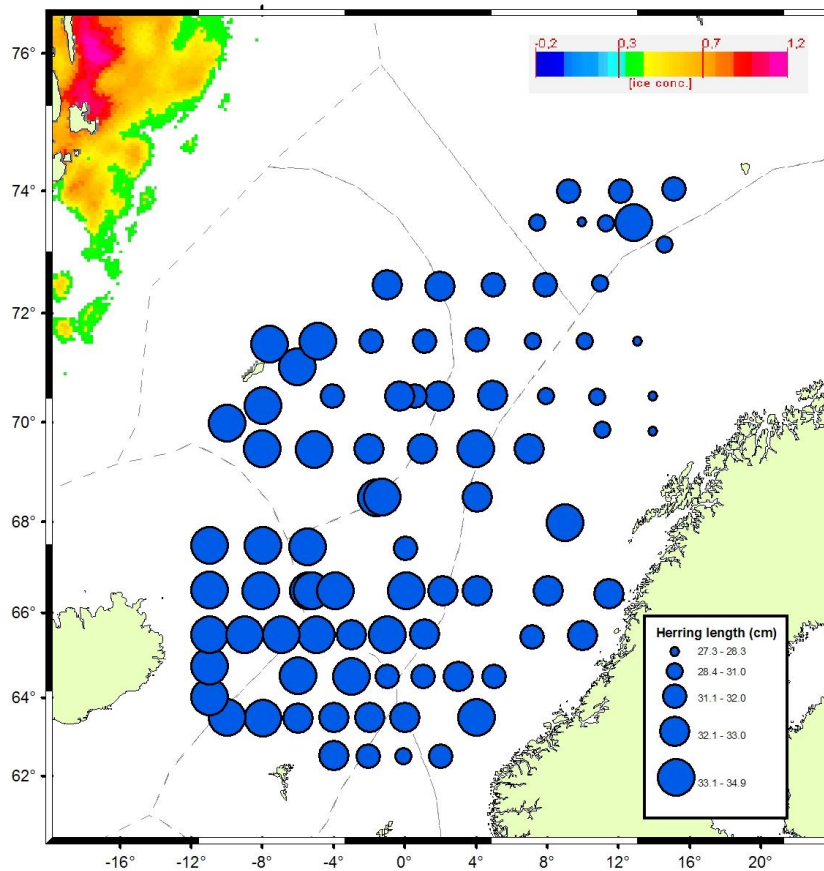 76°
-0,2 0,3 0,7 1,2
[ice conc.]
74°
72°
70°
68°
66°
Herring length (cm)
27.3 - 28.3
28.4 - 31.0
31.1 - 32.0
32.1 - 33.0
33.1 - 34.9
64°
62°
-16° -12° -8° -4° 0° 4° 8° 12° 16° 20°